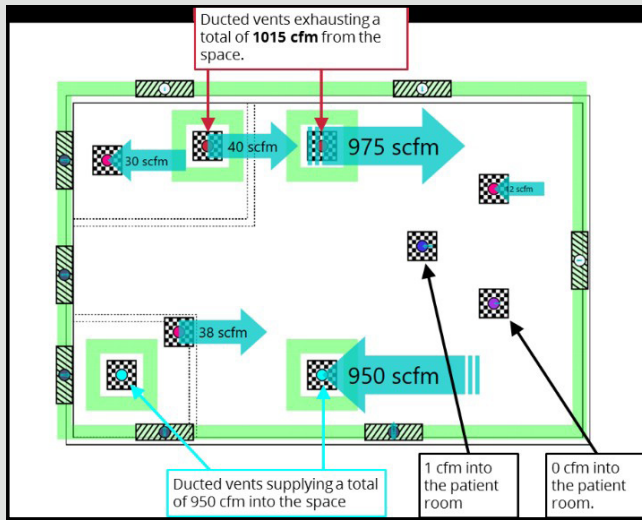 Ducted vents exhausting a
total of 1015 cfm from the
space.
30 scfm
40 scfm
975 scfm
12 scfm
38 scfm
950 scfm
Ducted vents supplying a total
of 950 cfm into the space
1 cfm into
the patient
room
0 cfm into
the patient
room.